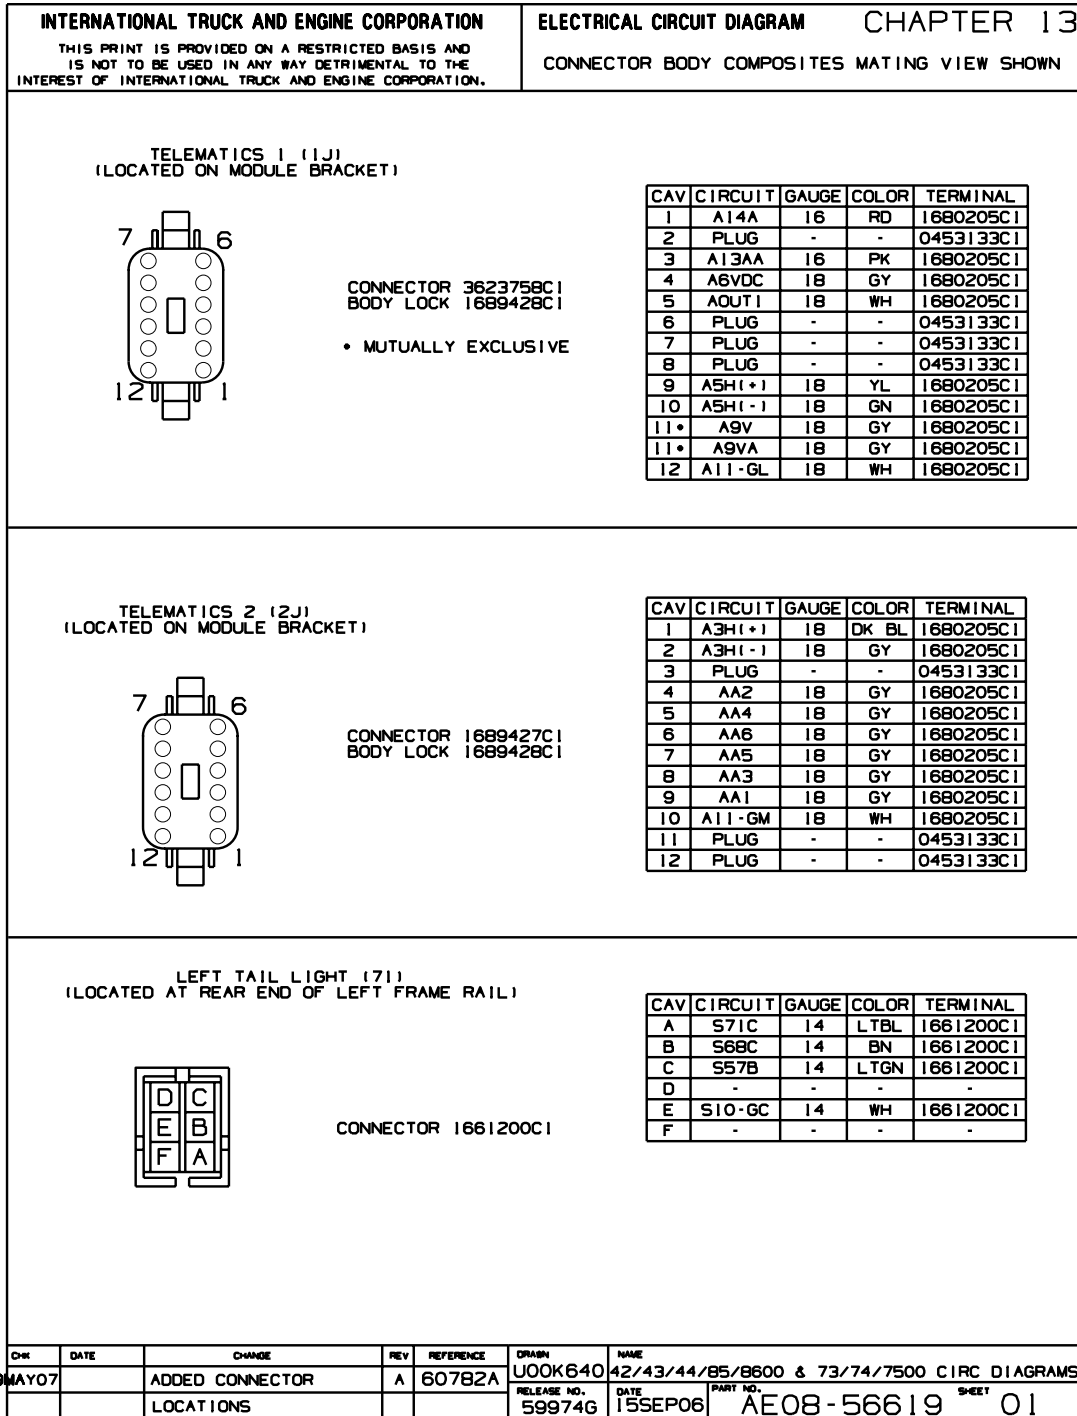 INTERNATIONAL TRUCK AND ENGINE CORPORATION
THIS PRINT IS PROVIDED ON A RESTRICTED BASIS AND
IS NOT TO BE USED IN ANY WAY DETRIMENTAL TO THE
INTEREST OF INTERNATIONAL TRUCK AND ENGINE CORPORATION.
ELECTRICAL CIRCUIT DIAGRAM CHAPTER 13
CONNECTOR BODY COMPOSITES MATING VIEW SHOWN
TELEMATICS 1 (1J)
(LOCATED ON MODULE BRACKET)
7 6
12 1
CONNECTOR 3623758C1
BODY LOCK 1689428C1
• MUTUALLY EXCLUSIVE
CAV CIRCUIT GAUGE COLOR TERMINAL
1 A14A 16 RD 1680205C1
2 PLUG - - 0453133C1
3 A13AA 16 PK 1680205C1
4 A6VDC 18 GY 1680205C1
5 AOUT1 18 WH 1680205C1
6 PLUG - - 0453133C1
7 PLUG - - 0453133C1
8 PLUG - - 0453133C1
9 A5H(+) 18 YL 1680205C1
10 A5H(-) 18 GN 1680205C1
11• A9V 18 GY 1680205C1
11• A9VA 18 GY 1680205C1
12 A11-GL 18 WH 1680205C1
TELEMATICS 2 (2J)
(LOCATED ON MODULE BRACKET)
7 6
12 1
CONNECTOR 1689427C1
BODY LOCK 1689428C1
CAV CIRCUIT GAUGE COLOR TERMINAL
1 A3H(+) 18 DK BL 1680205C1
2 A3H(-) 18 GY 1680205C1
3 PLUG - - 0453133C1
4 AA2 18 GY 1680205C1
5 AA4 18 GY 1680205C1
6 AA6 18 GY 1680205C1
7 AA5 18 GY 1680205C1
8 AA3 18 GY 1680205C1
9 AA1 18 GY 1680205C1
10 A11-GM 18 WH 1680205C1
11 PLUG - - 0453133C1
12 PLUG - - 0453133C1
LEFT TAIL LIGHT (71)
(LOCATED AT REAR END OF LEFT FRAME RAIL)
D C
E B
F A
CONNECTOR 1661200C1
CAV CIRCUIT GAUGE COLOR TERMINAL
A S71C 14 LTBL 1661200C1
B S68C 14 BN 1661200C1
C S57B 14 LTGN 1661200C1
D - - - -
E S10-GC 14 WH 1661200C1
F - - - -
CHK DATE CHANGE REV REFERENCE
MAY07 ADDED CONNECTOR A 60782A
LOCATIONS
DRAWN U00K640
NAME 42/43/44/85/8600 & 73/74/7500 CIRC DIAGRAMS
RELEASE NO. 59974G
DATE 15SEP06
PART NO. AE08-56619 SHEET 01